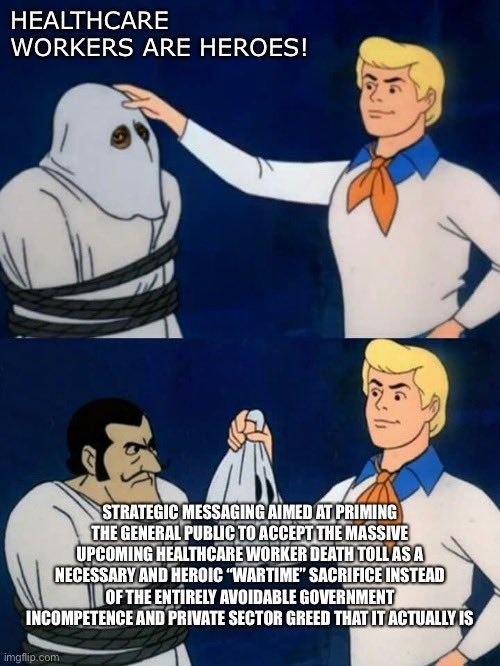 HEALTHCARE
WORKERS ARE HEROES!
STRATEGIC MESSAGING AIMED AT PRIMING
THE GENERAL PUBLIC TO ACCEPT THE MASSIVE
UPCOMING HEALTHCARE WORKER DEATH TOLL AS A
NECESSARY AND HEROIC “WARTIME” SACRIFICE INSTEAD
OF THE ENTIRELY AVOIDABLE GOVERNMENT
INCOMPETENCE AND PRIVATE SECTOR GREED THAT IT ACTUALLY IS
imgflip.com